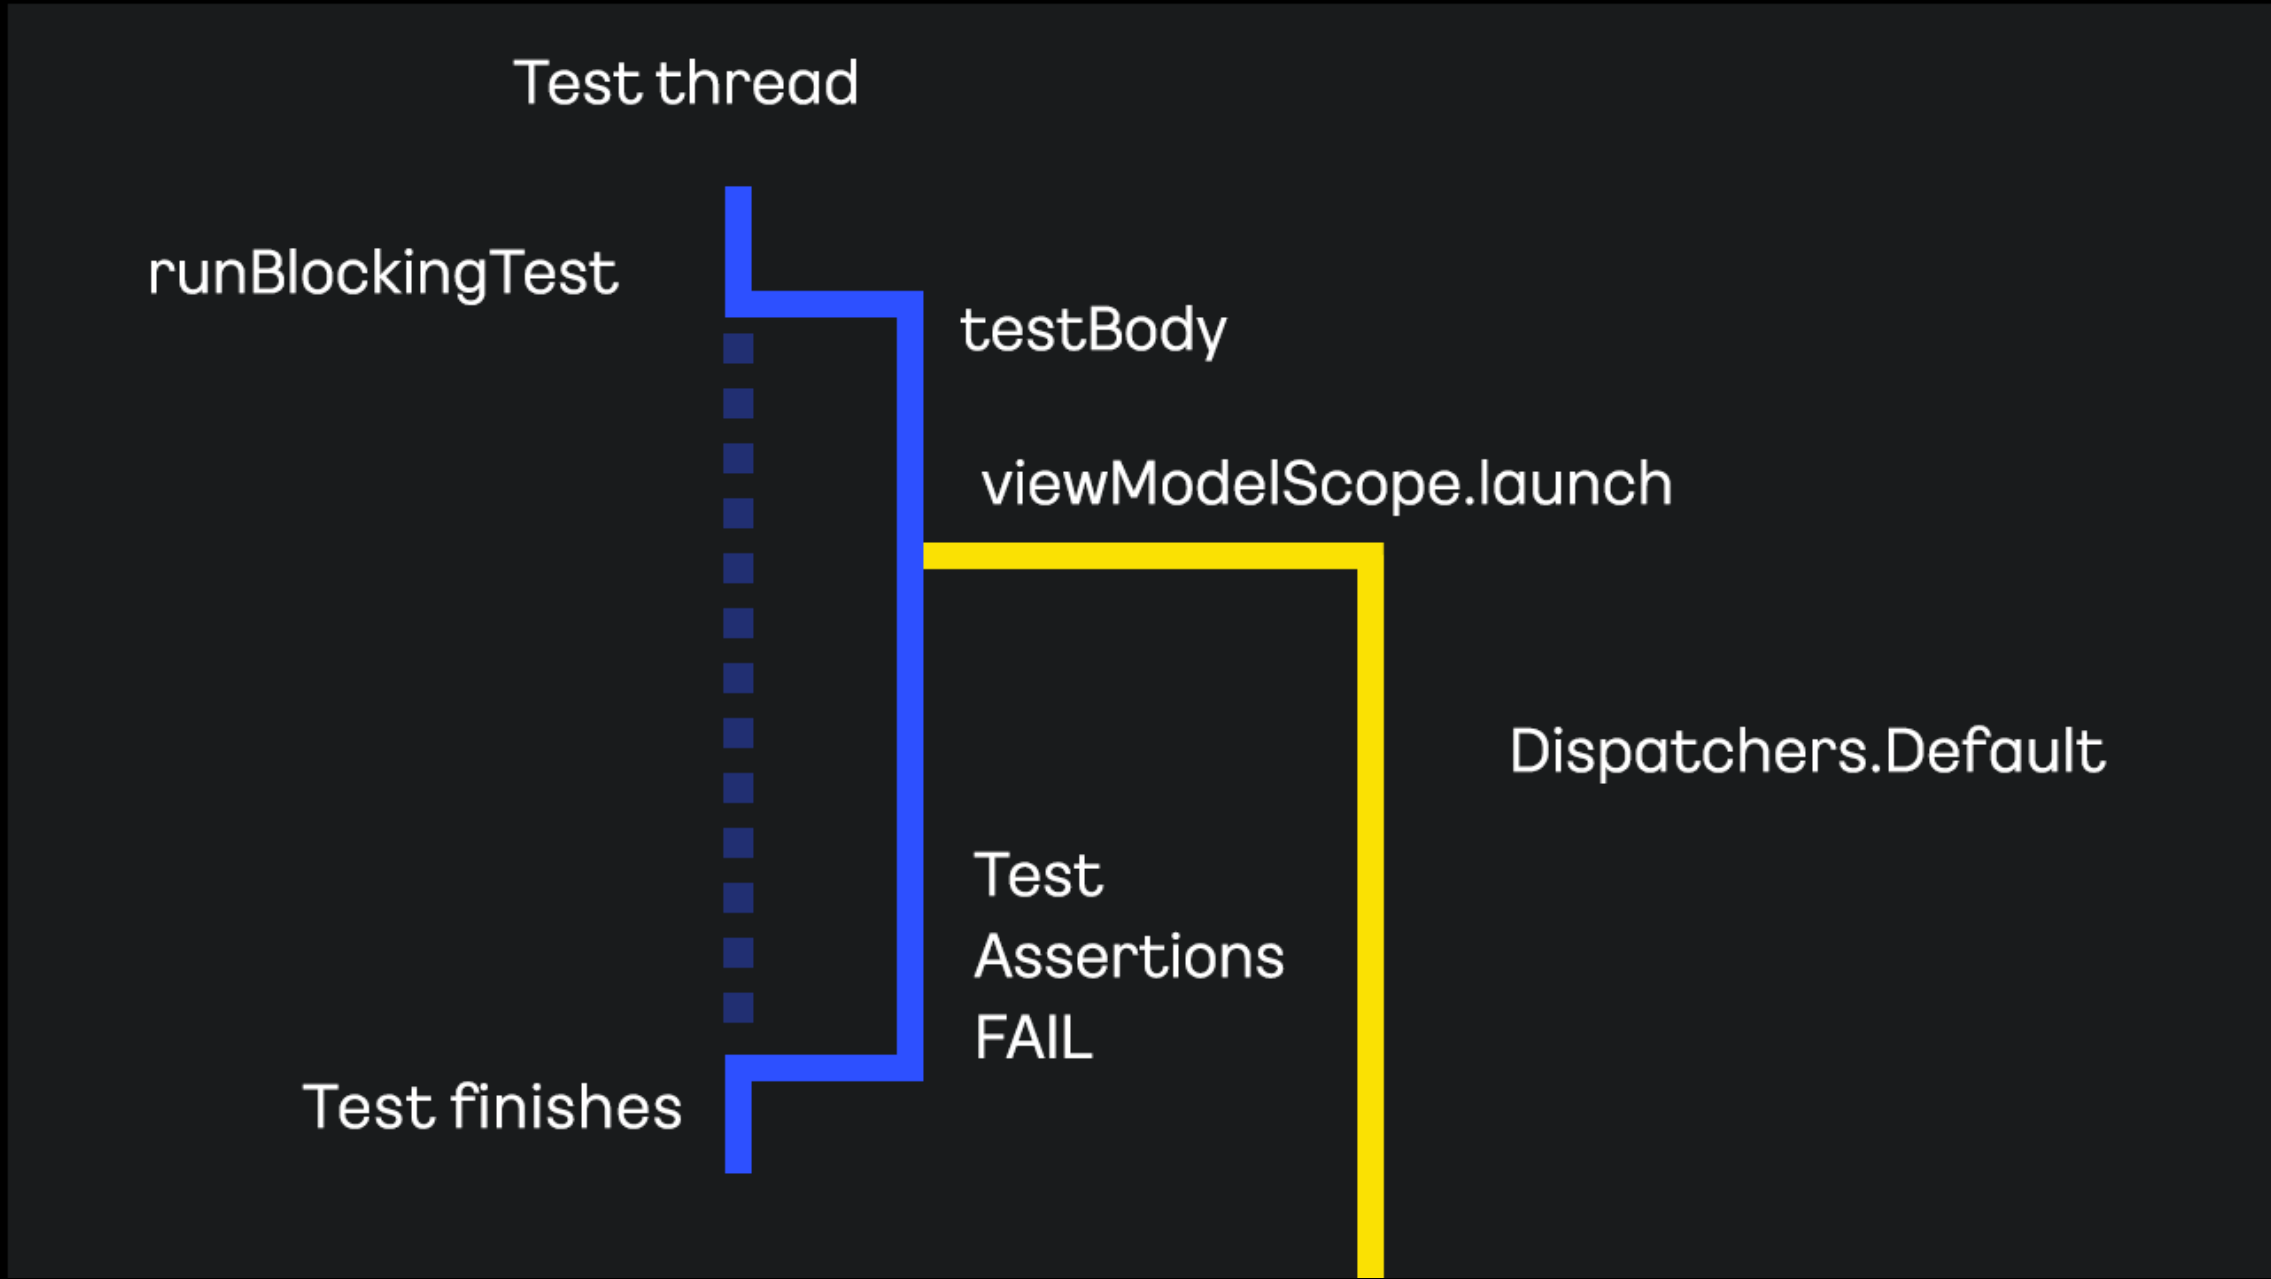 Test thread
runBlockingTest
testBody
viewModelScope.launch
Dispatchers.Default
Test
Assertions
FAIL
Test finishes